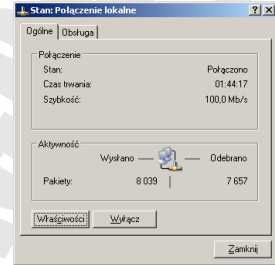 Stan: Połączenie lokalne
Ogólne Obsługa
Połączenie
Stan: Połączono
Czas trwania: 01:44:17
Szybkość: 100,0 Mb/s
Aktywność
Wysłano — Odebrano
Pakiety: 8 039 | 7 657
Właściwości Wyłącz
Zamknij